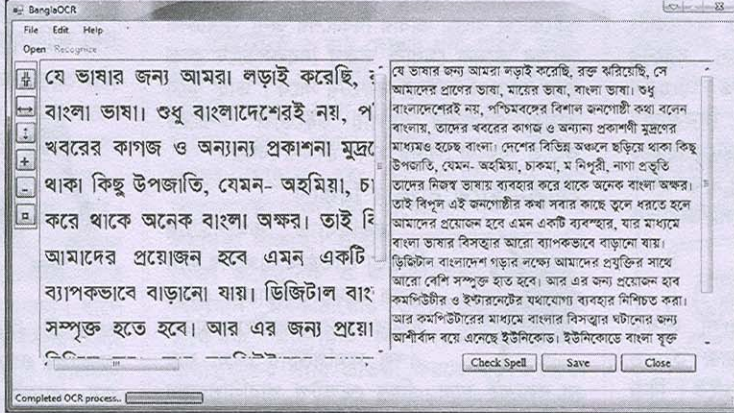 BanglaOCR
File Edit Help
Open Recognize
যে ভাষার জন্য আমরা লড়াই করেছি,
বাংলা ভাষা। শুধু বাংলাদেশেরই নয়,
খবরের কাগজ ও অন্যান্য প্রকাশনা
থাকা কিছু উপজাতি, যেমন- অহমিয়া,
করে থাকে অনেক বাংলা অক্ষর। তাই
আমাদের প্রয়োজন হবে এমন একটি
ব্যাপকভাবে বাড়ানো যায়। ডিজিটাল
সম্পৃক্ত হতে হবে। আর এর জন্য
যে ভাষার জন্য আমরা লড়াই করেছি, রক্ত ঝরিয়েছি, সে
আমাদের প্রাণের ভাষা, মায়ের ভাষা, বাংলা ভাষা। শুধু
বাংলাদেশেরই নয়, পশ্চিমবঙ্গের বিশাল জনগোষ্ঠী কথা বলেন
বাংলায়, তাদের খবরের কাগজ ও অন্যান্য প্রকাশণী মুদ্রণের
মাধ্যমও হচেছ বাংলা। দেশের বিভিন্ন অঞ্চলে ছড়িয়ে থাকা কিছু
উপজাতি, যেমন- অহমিয়া, চাকমা, ম নিপূরী, নাগা প্রভূতি
তাদের নিজস্ব ভাষায় ব্যবহার করে থাকে অনেক বাংলা অক্ষর।
তাই বিপূল এই জনগোষ্ঠীর কখা সবার কাছে তুলে ধরতে হলে
আমাদের প্রয়োজন হবে এমন একটি ব্যবস্হার, যার মাধ্যমে
বাংলা ভাষার বিসত্মার আরো ব্যাপকভাবে বাড়ানো যায়।
ড়িজিটাল বাংলাদেশ গড়ার লক্ষ্যে আমাদের প্রযুক্তির সাথে
আরো বেশি সম্পৃক্ত হাত হবে। আর এর জন্য প্রয়োজন হাব
কমপিউটীর ও ইণ্টারনেটের যথাযোগ্য ব্যবহার নিশ্চিত করা।
আর কমপিউটারের মাধ্যমে বাংলার বিসত্মার ঘটানোর জন্য
আশীর্বাদ বয়ে এনেছে ইউনিকোড। ইউনিকোডে বাংলা যূক্ত
Check Spell Save Close
Completed OCR process..